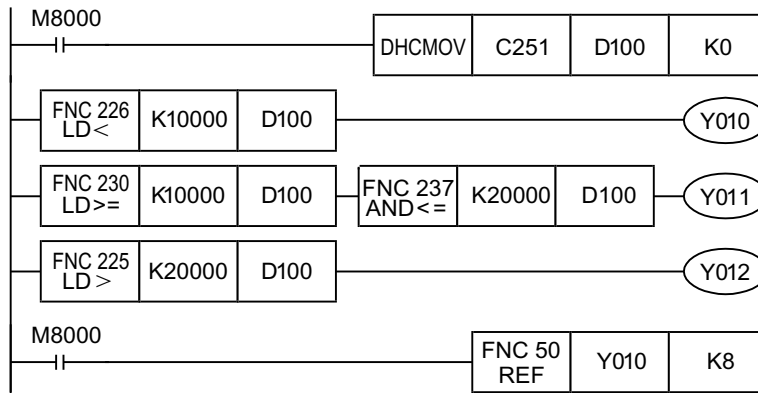 M8000
DHCMOV C251 D100 K0
FNC 226 LD< K10000 D100 Y010
FNC 230 LD>= K10000 D100 FNC 237 AND<= K20000 D100 Y011
FNC 225 LD> K20000 D100 Y012
M8000
FNC 50 REF Y010 K8